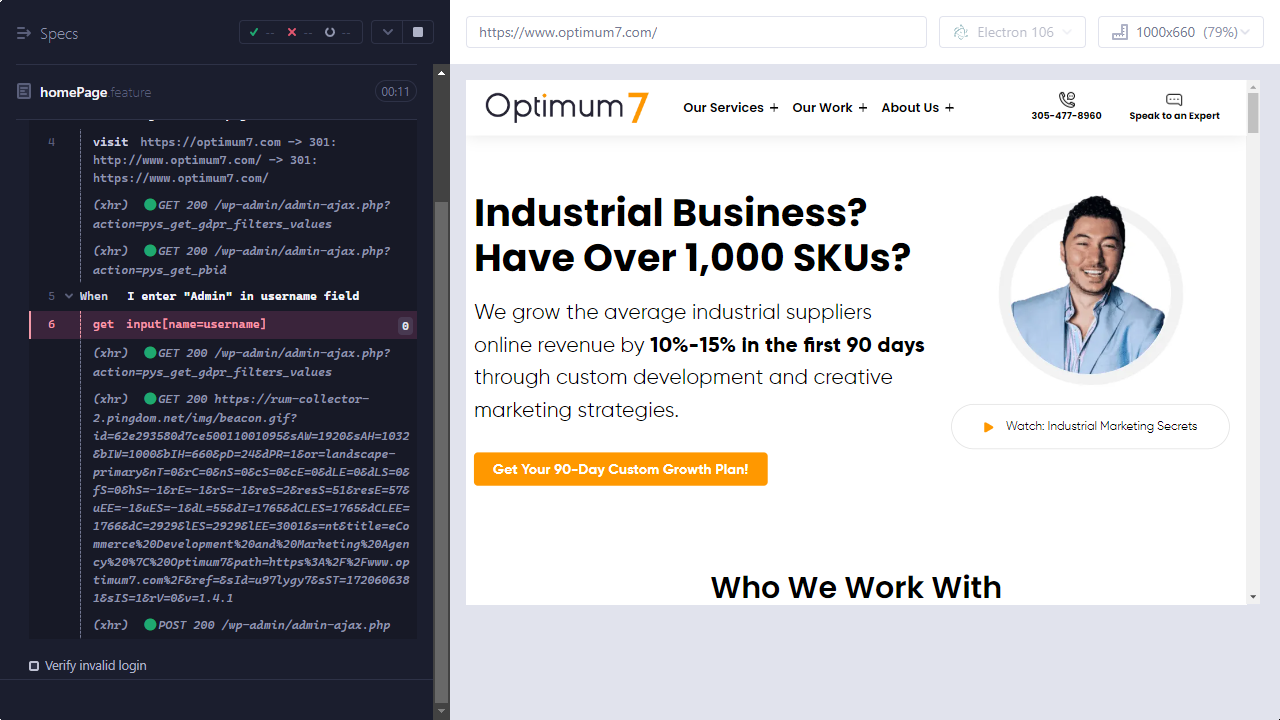 Specs
-- -- --
homePage.feature
00:11
4 visit https://optimum7.com -> 301:
http://www.optimum7.com/ -> 301:
https://www.optimum7.com/
(xhr) GET 200 /wp-admin/admin-ajax.php?
action=pys_get_gdpr_filters_values
(xhr) GET 200 /wp-admin/admin-ajax.php?
action=pys_get_pbid
5 When I enter "Admin" in username field
6 get input[name=username] 0
(xhr) GET 200 /wp-admin/admin-ajax.php?
action=pys_get_gdpr_filters_values
(xhr) GET 200 https://rum-collector-
2.pingdom.net/img/beacon.gif?
id=62e293580d7ce50011001095&sAW=1920&sAH=1032
&bIW=1000&bIH=660&pD=24&dPR=1&or=landscape-
primary&nT=0&rC=0&nS=0&cS=0&cE=0&dLE=0&dLS=0&
fS=0&hS=-1&rE=-1&rS=-1&reS=2&resS=51&resE=57&
uEE=-1&uES=-1&dL=55&dI=1765&dCLES=1765&dCLEE=
1766&dC=2929&lES=2929&lEE=3001&s=nt&title=eCo
mmerce%20Development%20and%20Marketing%20Agen
cy%20%7C%20Optimum7&path=https%3A%2F%2Fwww.op
timum7.com%2F&ref=&sId=u97lygy7&sST=172060638
1&sIS=1&rV=0&v=1.4.1
(xhr) POST 200 /wp-admin/admin-ajax.php
Verify invalid login
https://www.optimum7.com/
Electron 106
1000x660 (79%)
Optimum7
Our Services +
Our Work +
About Us +
305-477-8960
Speak to an Expert
Industrial Business?
Have Over 1,000 SKUs?
We grow the average industrial suppliers
online revenue by 10%-15% in the first 90 days
through custom development and creative
marketing strategies.
Get Your 90-Day Custom Growth Plan!
Watch: Industrial Marketing Secrets
Who We Work With